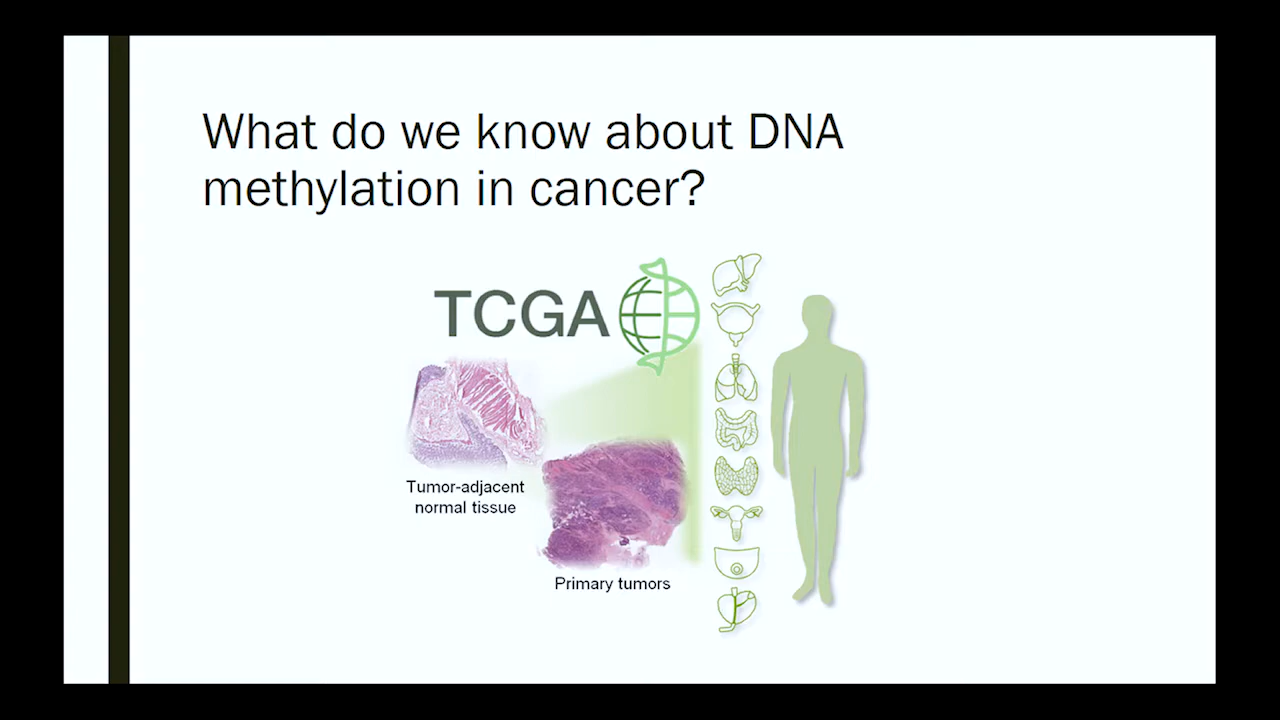 What do we know about DNA
methylation in cancer?
TCGA
Tumor-adjacent
normal tissue
Primary tumors